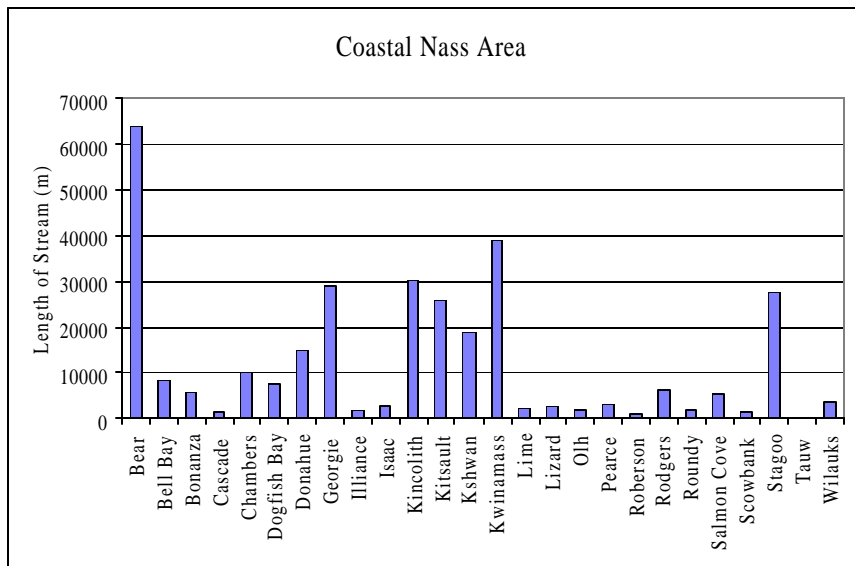 Coastal Nass Area
Length of Stream (m)
70000
60000
50000
40000
30000
20000
10000
0
Bear
Bell Bay
Bonanza
Cascade
Chambers
Dogfish Bay
Donahue
Georgie
Illiance
Isaac
Kincolith
Kitsault
Kshwan
Kwinamass
Lime
Lizard
Olh
Pearce
Roberson
Rodgers
Roundy
Salmon Cove
Scowbank
Stagoo
Tauw
Wilauks